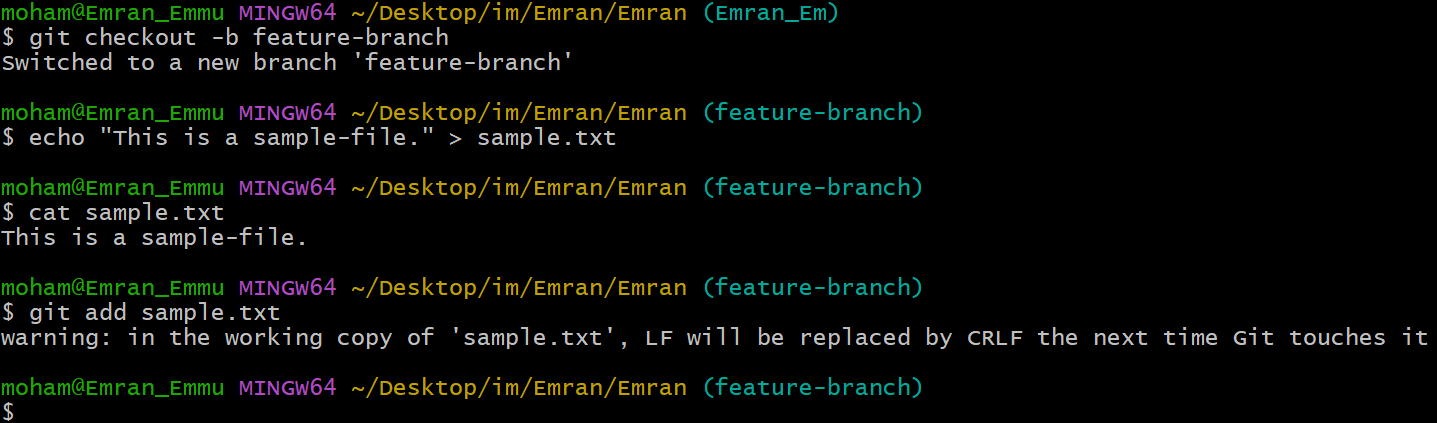 moham@Emran_Emmu MINGW64 ~/Desktop/im/Emran/Emran (Emran_Em)
$ git checkout -b feature-branch
Switched to a new branch 'feature-branch'
moham@Emran_Emmu MINGW64 ~/Desktop/im/Emran/Emran (feature-branch)
$ echo "This is a sample-file." > sample.txt
moham@Emran_Emmu MINGW64 ~/Desktop/im/Emran/Emran (feature-branch)
$ cat sample.txt
This is a sample-file.
moham@Emran_Emmu MINGW64 ~/Desktop/im/Emran/Emran (feature-branch)
$ git add sample.txt
warning: in the working copy of 'sample.txt', LF will be replaced by CRLF the next time Git touches it
moham@Emran_Emmu MINGW64 ~/Desktop/im/Emran/Emran (feature-branch)
$